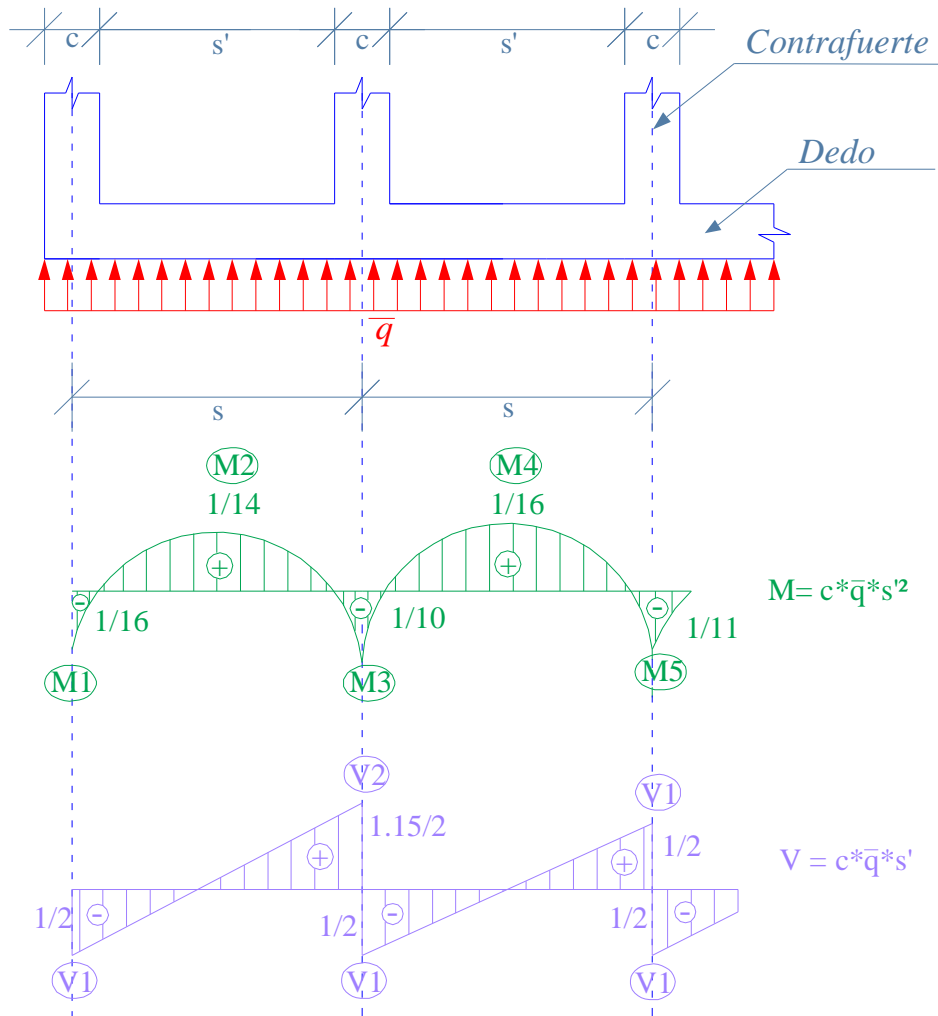 c s' c s' c
Contrafuerte
Dedo
q̅
s s
M2 M4
1/14 1/16
+ +
M= c*q̅*s'²
- - -
1/16 1/10 1/11
M1 M3 M5
V2 V1
1.15/2 1/2
+ +
V = c*q̅*s'
1/2 - 1/2 - 1/2 -
V1 V1 V1